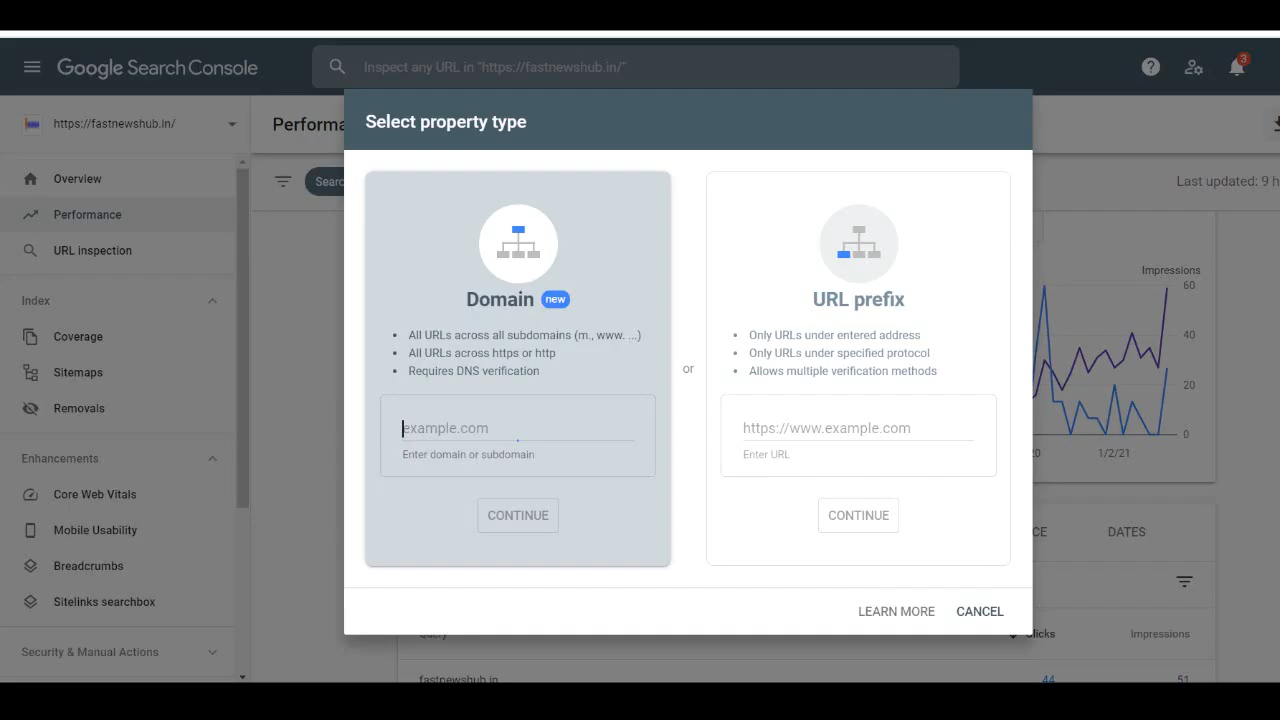 Google Search Console
Inspect any URL in "https://fastnewshub.in/"
3
https://fastnewshub.in/
Overview
Performance
URL inspection
Index
Coverage
Sitemaps
Removals
Enhancements
Core Web Vitals
Mobile Usability
Breadcrumbs
Sitelinks searchbox
Security & Manual Actions
Performa
Searc
Last updated: 9 h
Select property type
Domain new
• All URLs across all subdomains (m., www. ...)
• All URLs across https or http
• Requires DNS verification
example.com
Enter domain or subdomain
CONTINUE
or
URL prefix
• Only URLs under entered address
• Only URLs under specified protocol
• Allows multiple verification methods
https://www.example.com
Enter URL
CONTINUE
LEARN MORE CANCEL
Impressions
60
40
20
0
20 1/2/21
CE DATES
Query Clicks Impressions
fastnewshub.in 44 51